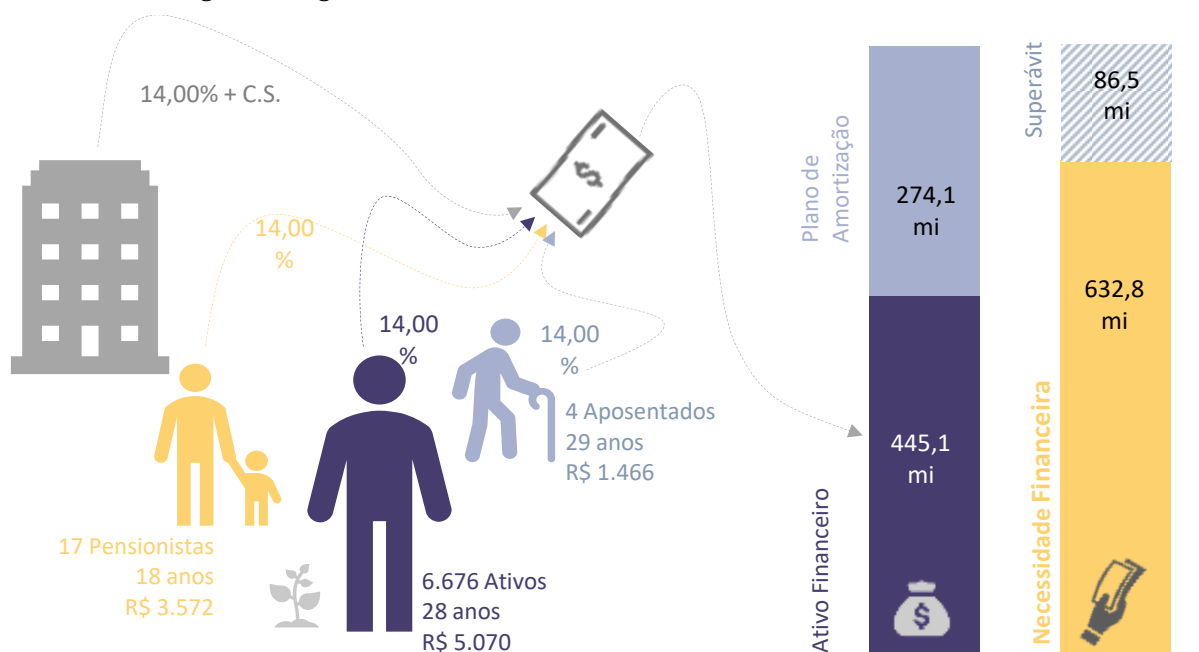 14,00% + C.S.
14,00
%
14,00
%
14,00
%
4 Aposentados
29 anos
R$ 1.466
17 Pensionistas
18 anos
R$ 3.572
6.676 Ativos
28 anos
R$ 5.070
Plano de
Amortização
274,1
mi
Ativo Financeiro
445,1
mi
$
$
Superávit
86,5
mi
Necessidade Financeira
632,8
mi